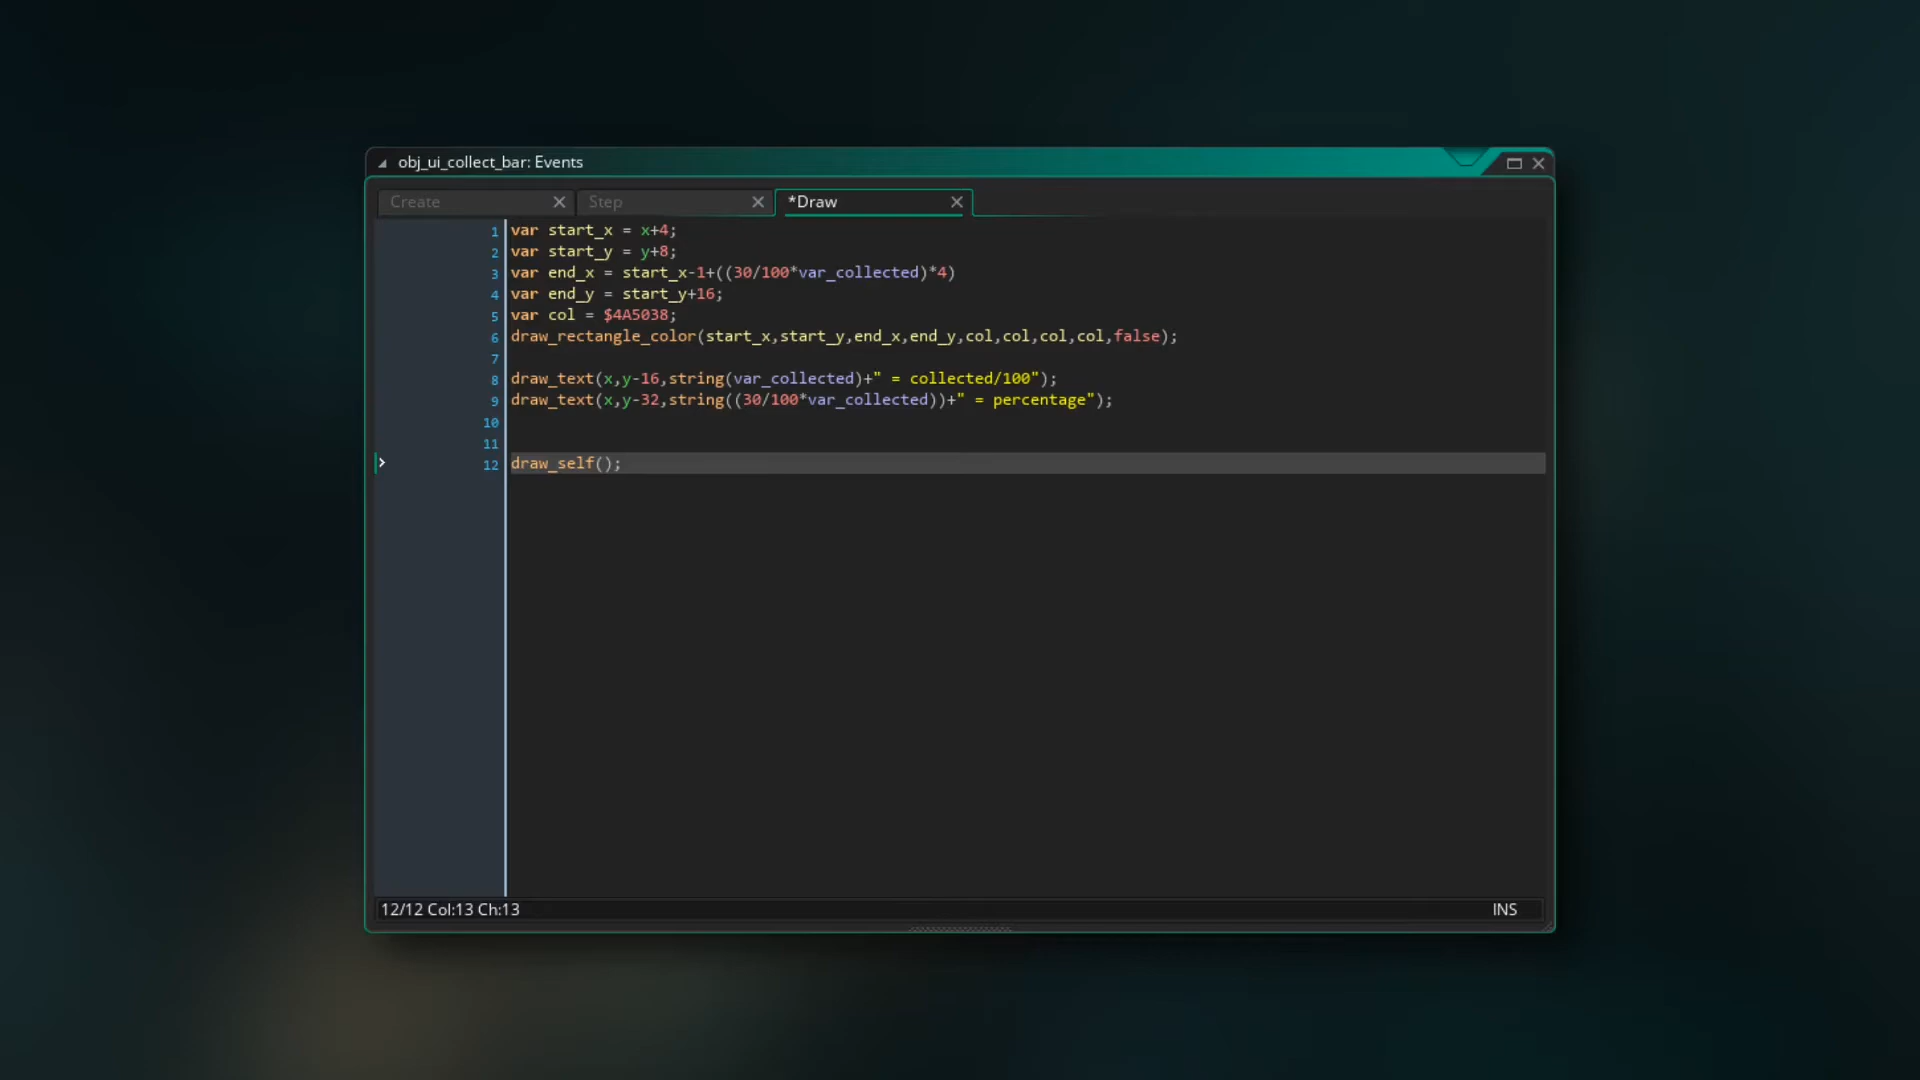 obj_ui_collect_bar: Events
Create Step *Draw
1 var start_x = x+4;
2 var start_y = y+8;
3 var end_x = start_x-1+((30/100*var_collected)*4)
4 var end_y = start_y+16;
5 var col = $4A5038;
6 draw_rectangle_color(start_x,start_y,end_x,end_y,col,col,col,col,false);
7
8 draw_text(x,y-16,string(var_collected)+" = collected/100");
9 draw_text(x,y-32,string((30/100*var_collected))+" = percentage");
10
11
12 draw_self();
12/12 Col:13 Ch:13 INS